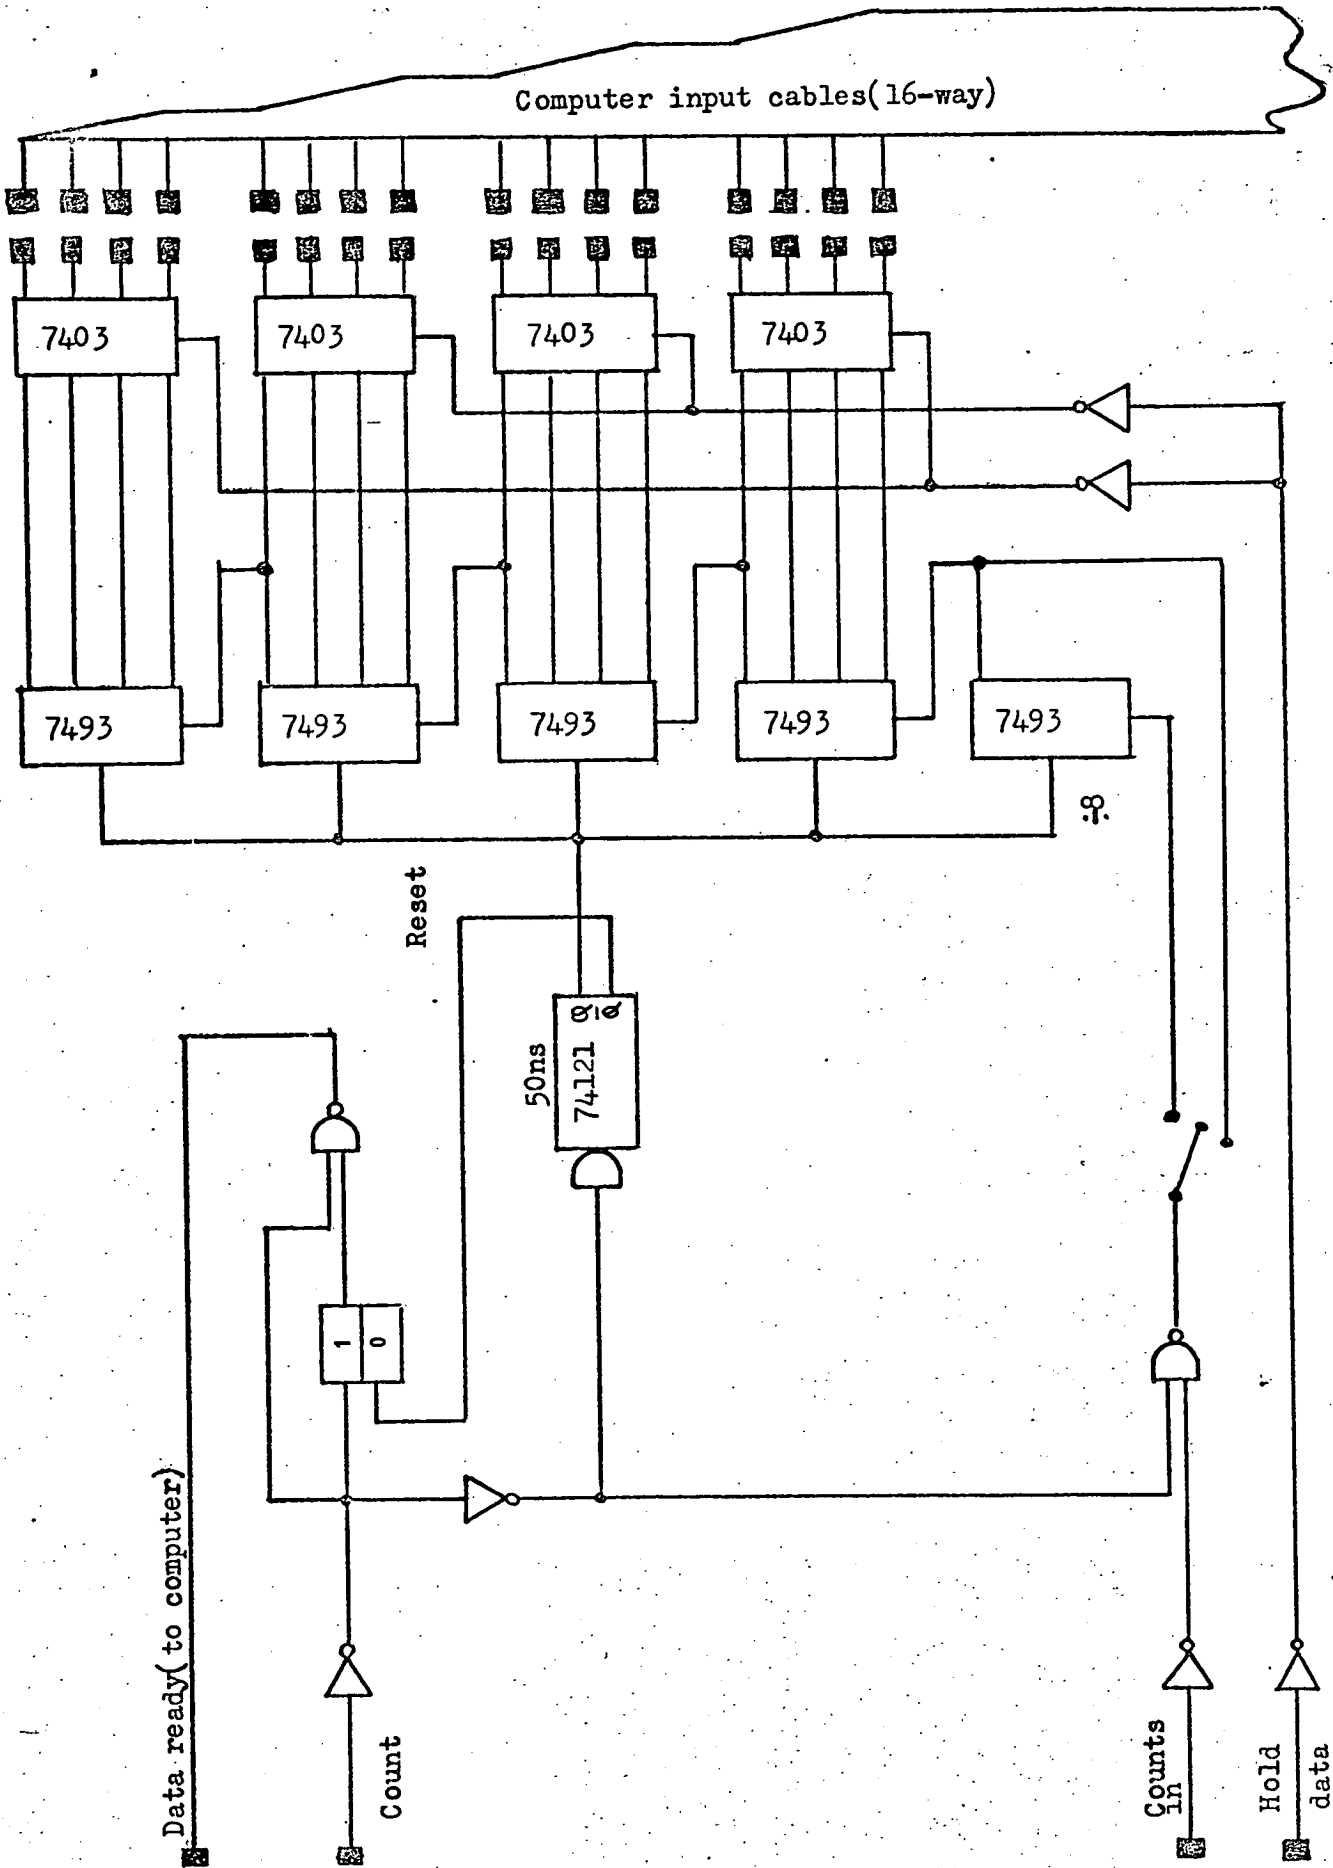 Computer input cables(16-way)
7403
7403
7403
7403
7493
7493
7493
7493
7493
÷8
Reset
50ns
74121
Q
Q̅
1
0
Data ready(to computer)
Count
Counts
in
Hold
data